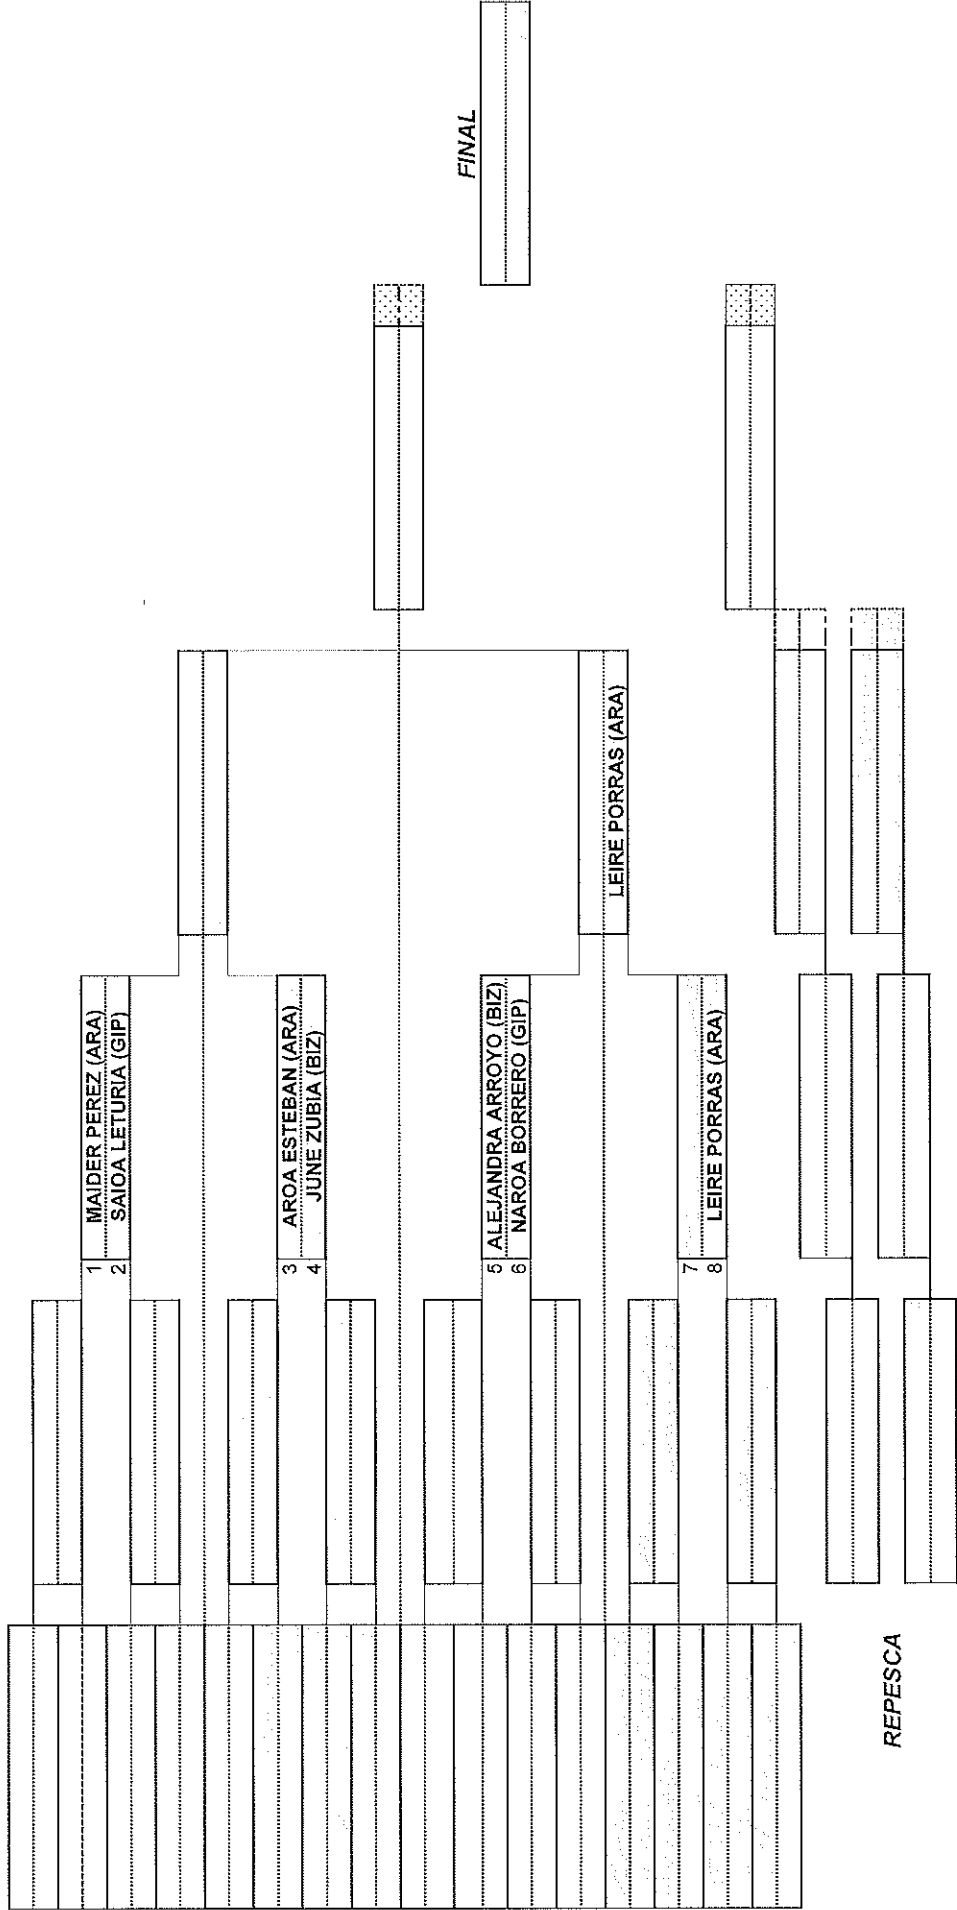 1 MAIDER PEREZ (ARA)
2 SAIOA LETURIA (GIP)
3 AROA ESTEBAN (ARA)
4 JUNE ZUBIA (BIZ)
5 ALEJANDRA ARROYO (BIZ)
6 NAROA BORRERO (GIP)
7
8 LEIRE PORRAS (ARA)
LEIRE PORRAS (ARA)
FINAL
REPESCA